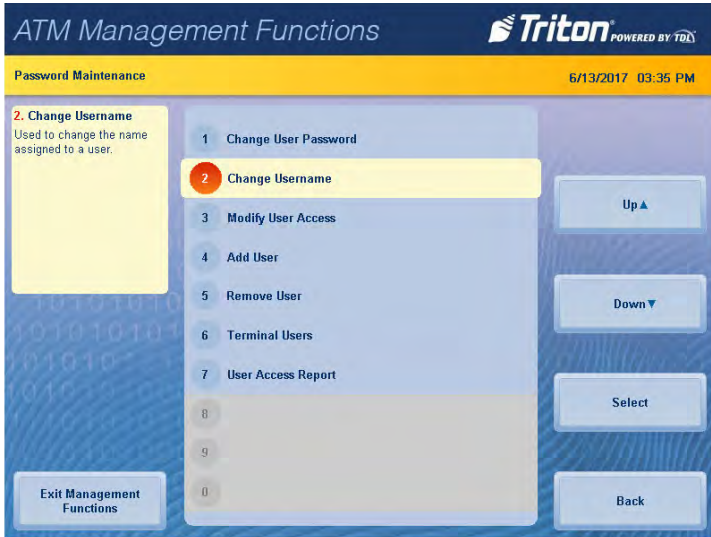 ATM Management Functions
Triton POWERED BY TDL
Password Maintenance
6/13/2017 03:35 PM
2. Change Username
Used to change the name
assigned to a user.
1 Change User Password
2 Change Username
3 Modify User Access
4 Add User
5 Remove User
6 Terminal Users
7 User Access Report
8
9
0
Up▲
Down▼
Select
Back
Exit Management
Functions